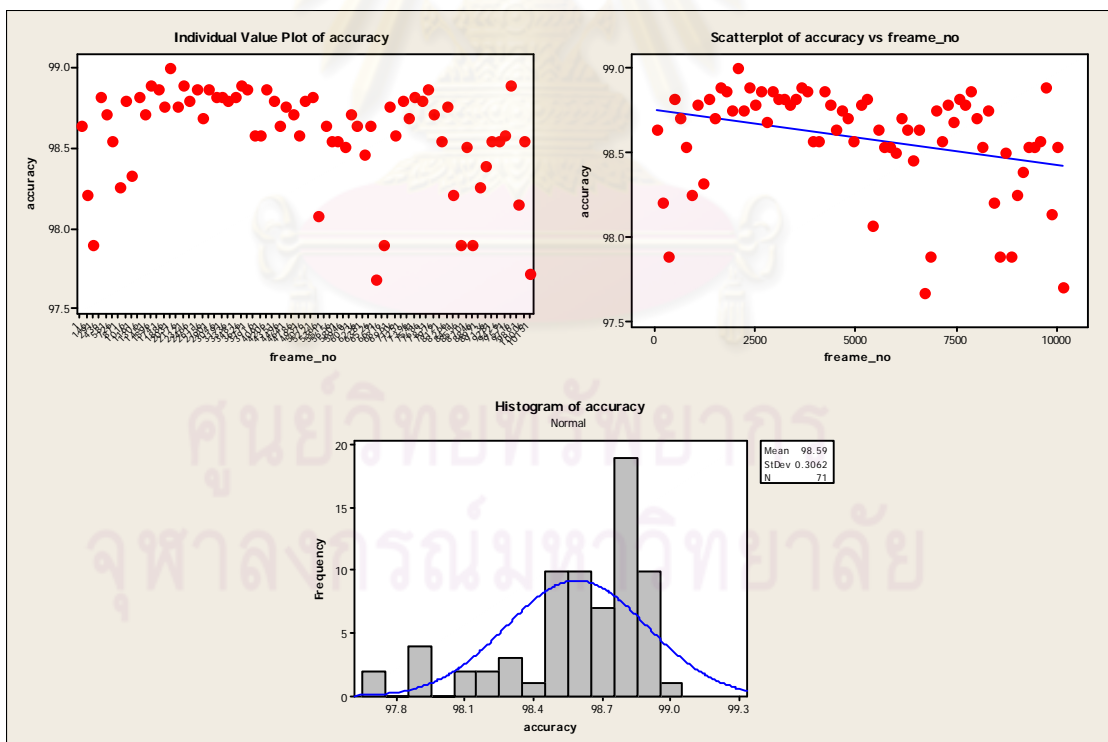 Individual Value Plot of accuracy
99.0
98.5
98.0
97.5
accuracy
freame_no
Scatterplot of accuracy vs freame_no
99.0
98.5
98.0
97.5
accuracy
0 2500 5000 7500 10000
freame_no
Histogram of accuracy
Normal
20
15
10
5
0
Frequency
97.8 98.1 98.4 98.7 99.0 99.3
accuracy
Mean 98.59
StDev 0.3062
N 71
ศูนย์วิทยทรัพยากร
จุฬาลงกรณ์มหาวิทยาลัย